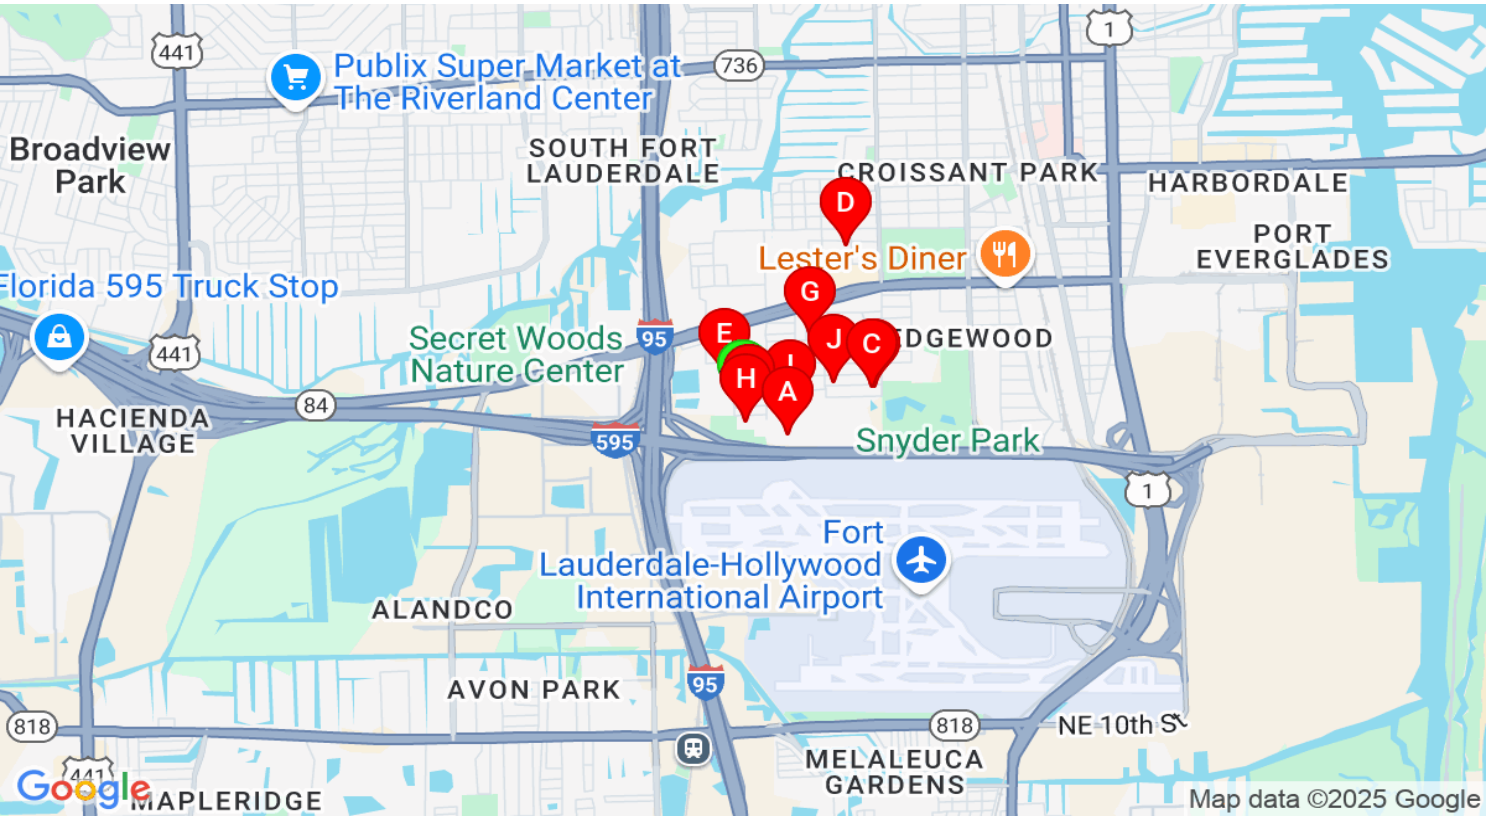 1
441
Publix Super Market at
The Riverland Center
736
Broadview
Park
SOUTH FORT
LAUDERDALE
CROISSANT PARK
HARBORDALE
D
PORT
EVERGLADES
Lester's Diner
Florida 595 Truck Stop
G
Secret Woods
Nature Center
95
E
J
C
EDGEWOOD
441
H
A
84
HACIENDA
VILLAGE
595
Snyder Park
1
Fort
Lauderdale-Hollywood
International Airport
ALANDCO
95
AVON PARK
818
818
NE 10th St
MELALEUCA
GARDENS
441
Google
MAPLERIDGE
Map data ©2025 Google